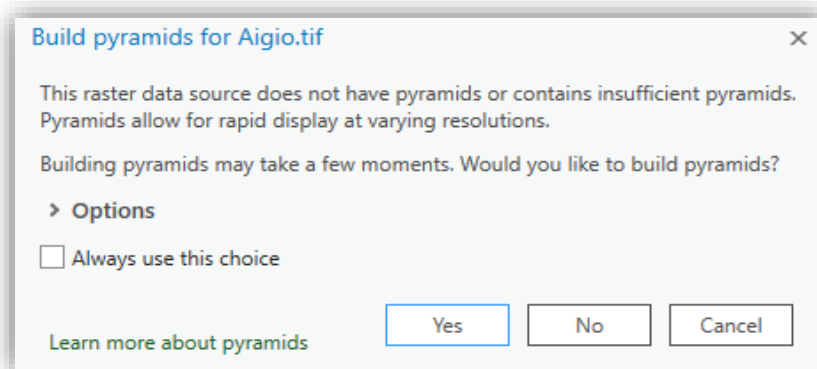 Build pyramids for Aigio.tif
This raster data source does not have pyramids or contains insufficient pyramids.
Pyramids allow for rapid display at varying resolutions.
Building pyramids may take a few moments. Would you like to build pyramids?
Options
Always use this choice
Yes No Cancel
Learn more about pyramids